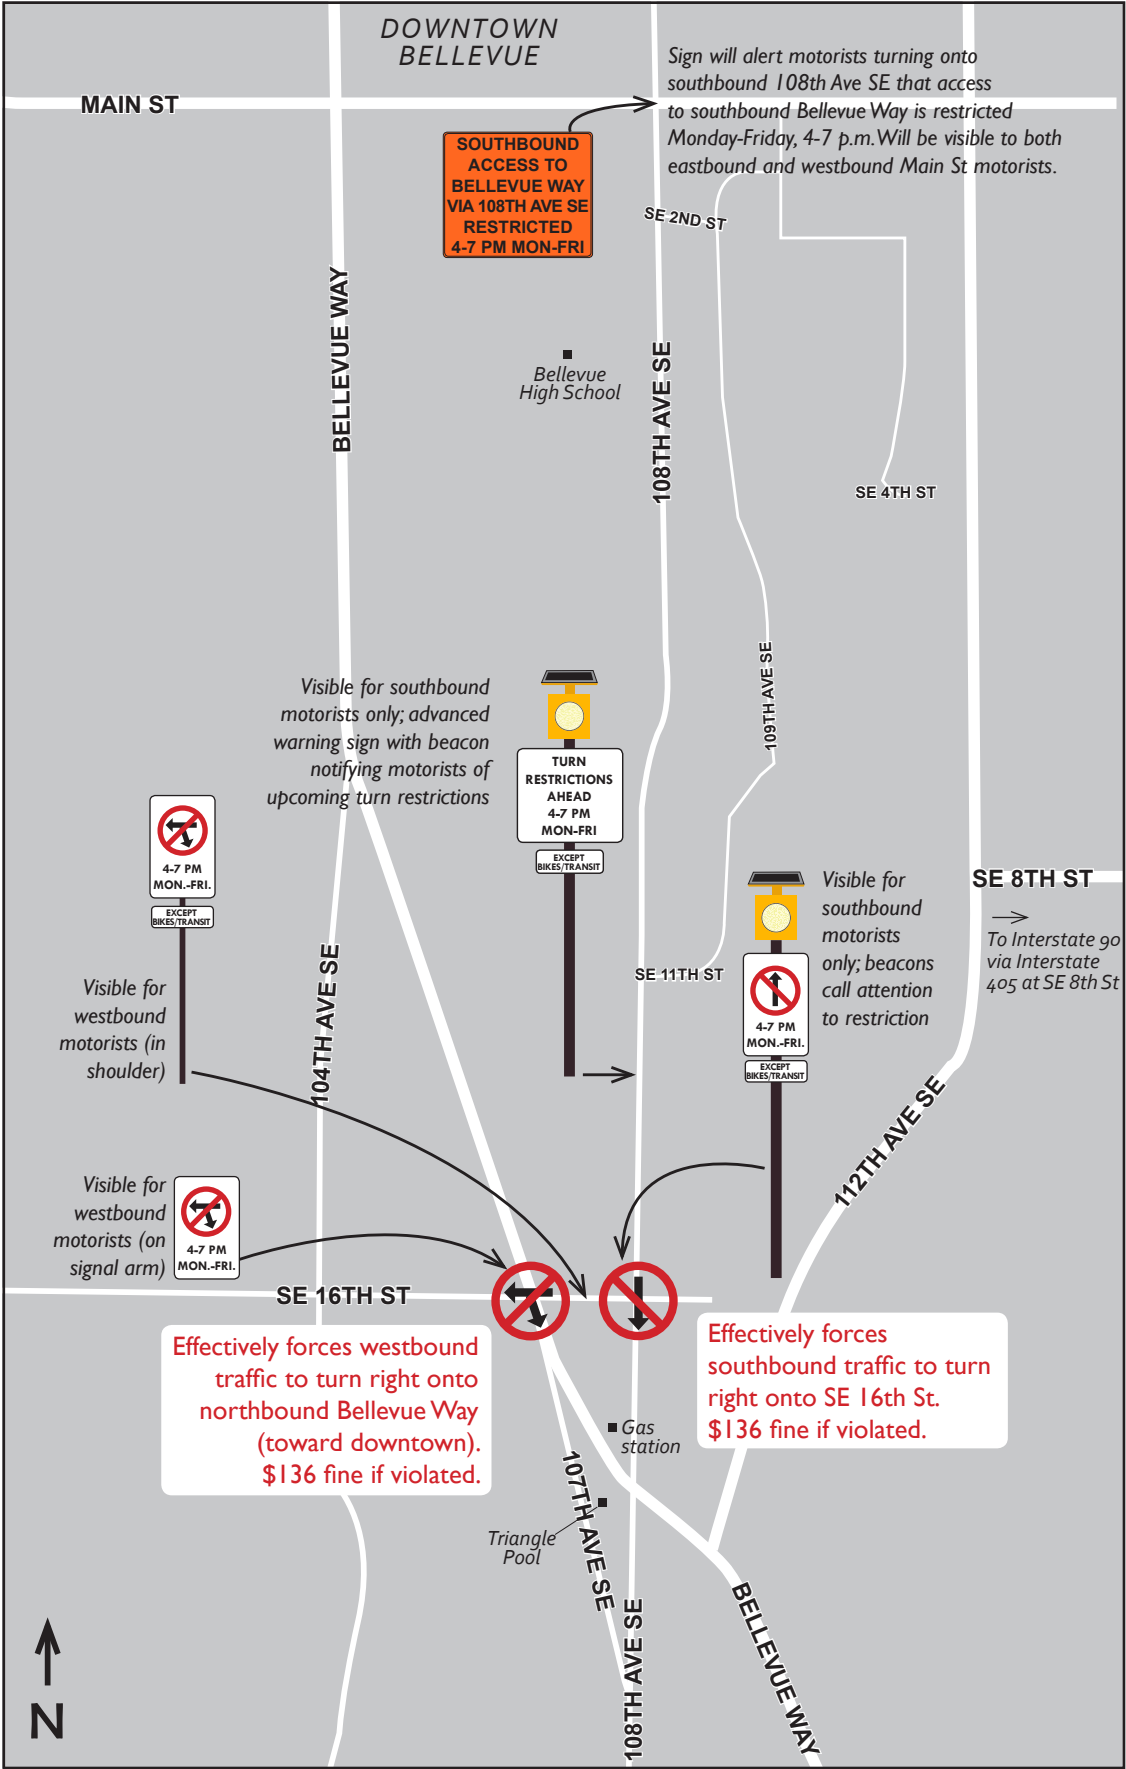 DOWNTOWN
BELLEVUE
Sign will alert motorists turning onto
southbound 108th Ave SE that access
to southbound Bellevue Way is restricted
Monday-Friday, 4-7 p.m. Will be visible to both
eastbound and westbound Main St motorists.
MAIN ST
SOUTHBOUND
ACCESS TO
BELLEVUE WAY
VIA 108TH AVE SE
RESTRICTED
4-7 PM MON-FRI
SE 2ND ST
BELLEVUE WAY
Bellevue
High School
108TH AVE SE
SE 4TH ST
109TH AVE SE
Visible for southbound
motorists only; advanced
warning sign with beacon
notifying motorists of
upcoming turn restrictions
TURN
RESTRICTIONS
AHEAD
4-7 PM
MON-FRI
EXCEPT
BIKES/TRANSIT
4-7 PM
MON.-FRI.
EXCEPT
BIKES/TRANSIT
Visible for
southbound
motorists
only; beacons
call attention
to restriction
SE 8TH ST
To Interstate 90
via Interstate
405 at SE 8th St
SE 11TH ST
4-7 PM
MON.-FRI.
EXCEPT
BIKES/TRANSIT
Visible for
westbound
motorists (in
shoulder)
104TH AVE SE
112TH AVE SE
Visible for
westbound
motorists (on
signal arm)
4-7 PM
MON.-FRI.
SE 16TH ST
Effectively forces westbound
traffic to turn right onto
northbound Bellevue Way
(toward downtown).
$136 fine if violated.
Effectively forces
southbound traffic to turn
right onto SE 16th St.
$136 fine if violated.
Gas
station
107TH AVE SE
Triangle
Pool
108TH AVE SE
BELLEVUE WAY
N